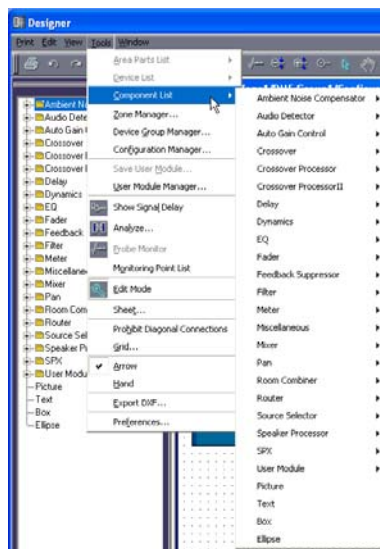 Designer
Print Edit View Tools Window
Area Parts List
Device List
Component List
Zone Manager...
Device Group Manager...
Configuration Manager...
Save User Module...
User Module Manager...
Show Signal Delay
Analyze...
Probe Monitor
Monitoring Point List
Edit Mode
Sheet...
Prohibit Diagonal Connections
Grid...
Arrow
Hand
Export DXF...
Preferences...
Ambient No
Audio Dete
Auto Gain
Crossover
Crossover
Crossover
Delay
Dynamics
EQ
Fader
Feedback
Filter
Meter
Miscellane
Mixer
Pan
Room Com
Router
Source Sel
Speaker Pr
SPX
User Modu
Picture
Text
Box
Ellipse
Ambient Noise Compensator
Audio Detector
Auto Gain Control
Crossover
Crossover Processor
Crossover ProcessorII
Delay
Dynamics
EQ
Fader
Feedback Suppressor
Filter
Meter
Miscellaneous
Mixer
Pan
Room Combiner
Router
Source Selector
Speaker Processor
SPX
User Module
Picture
Text
Box
Ellipse